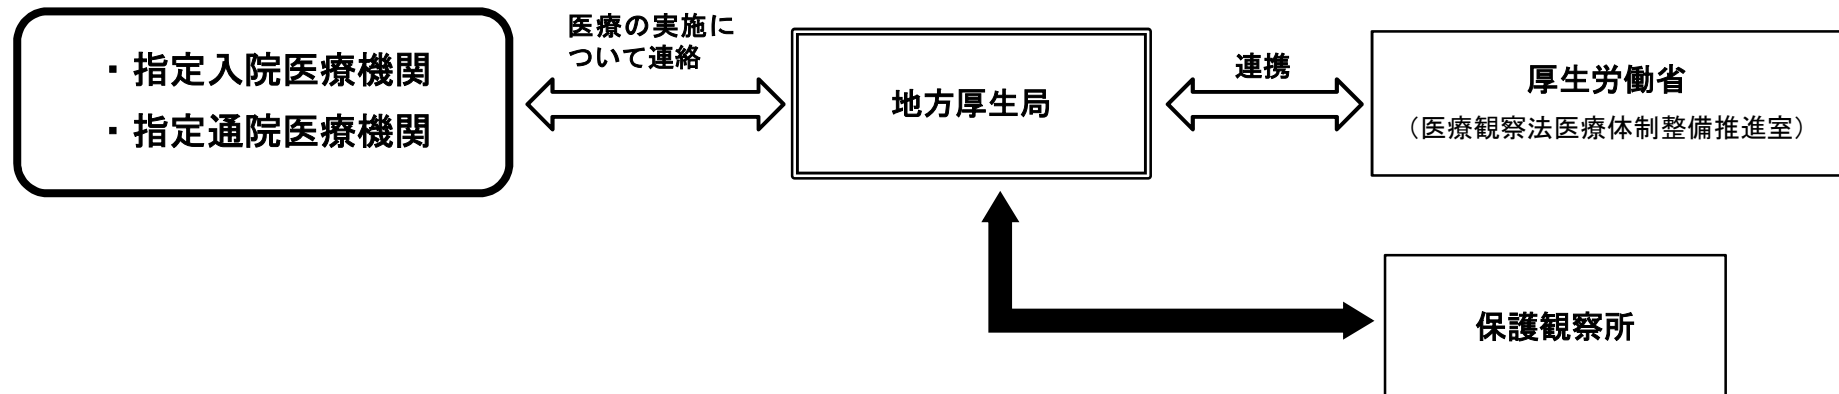 ・指定入院医療機関
・指定通院医療機関
医療の実施に
ついて連絡
地方厚生局
連携
厚生労働省
（医療観察法医療体制整備推進室）
保護観察所